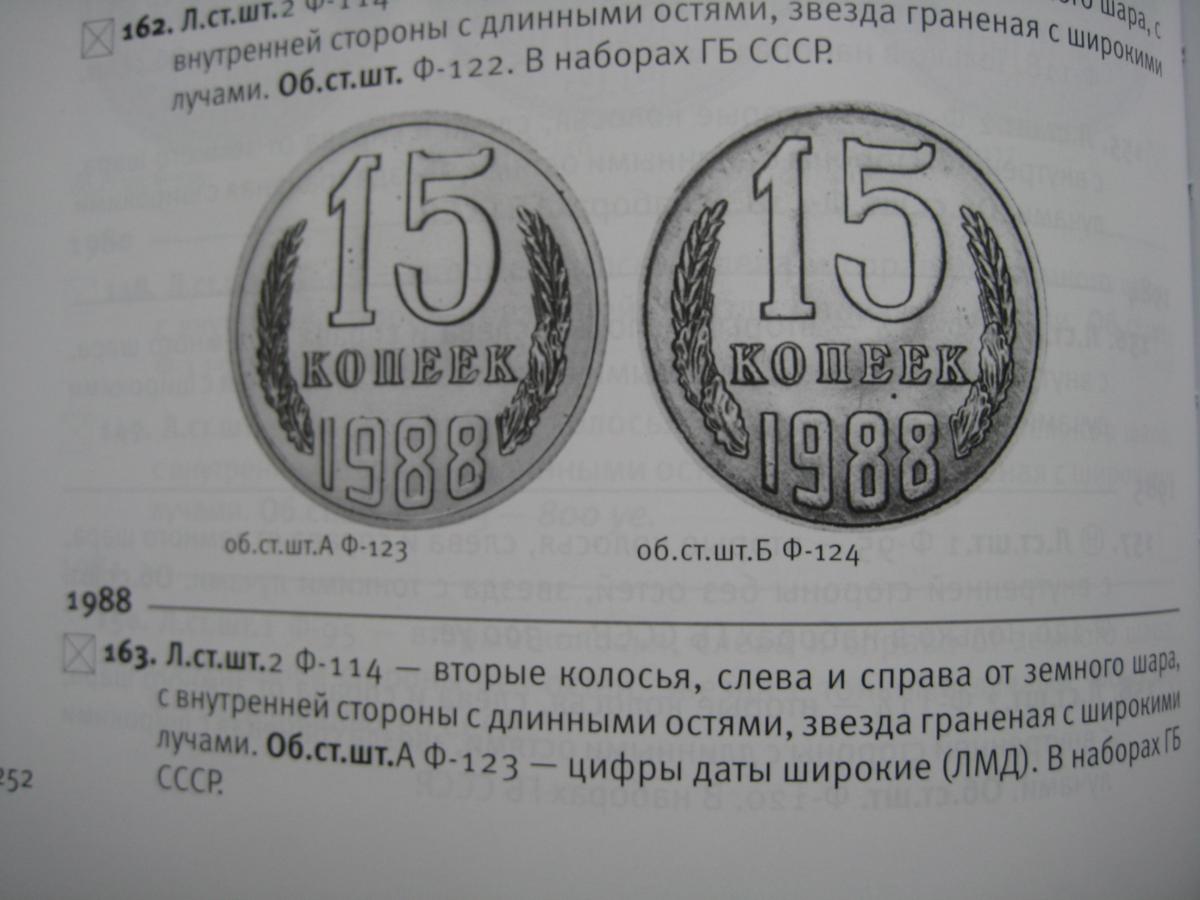 162. Л.ст.шт.2 Ф-114 шара, с
внутренней стороны с длинными остями, звезда граненая с широкими
лучами. Об.ст.шт. Ф-122. В наборах ГБ СССР.
15
КОПЕЕК
1988
15
КОПЕЕК
1988
об.ст.шт.А Ф-123
об.ст.шт.Б Ф-124
1988
163. Л.ст.шт.2 Ф-114 — вторые колосья, слева и справа от земного шара,
с внутренней стороны с длинными остями, звезда граненая с широкими
лучами. Об.ст.шт.А Ф-123 — цифры даты широкие (ЛМД). В наборах ГБ
СССР.
252